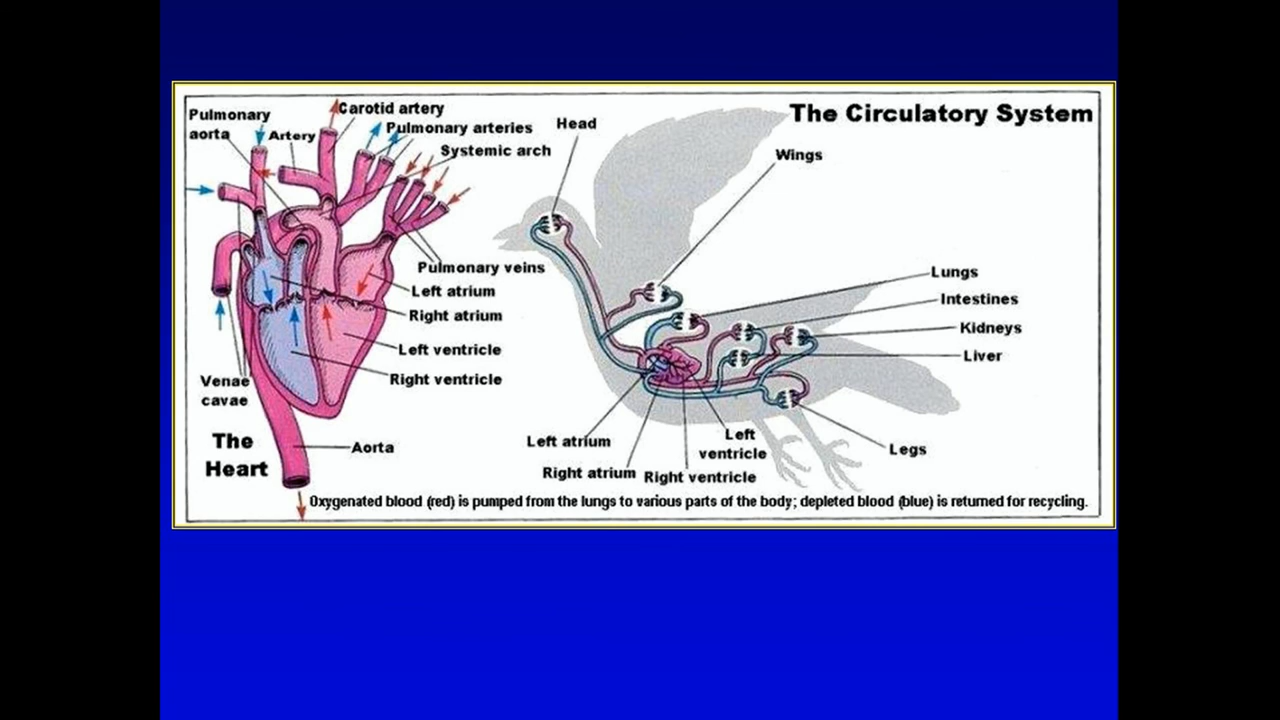 The Circulatory System
Pulmonary
aorta
Artery
Carotid artery
Pulmonary arteries
Systemic arch
Pulmonary veins
Left atrium
Right atrium
Left ventricle
Right ventricle
Venae
cavae
The
Heart
Aorta
Head
Wings
Lungs
Intestines
Kidneys
Liver
Legs
Left
ventricle
Left atrium
Right atrium
Right ventricle
Oxygenated blood (red) is pumped from the lungs to various parts of the body; depleted blood (blue) is returned for recycling.